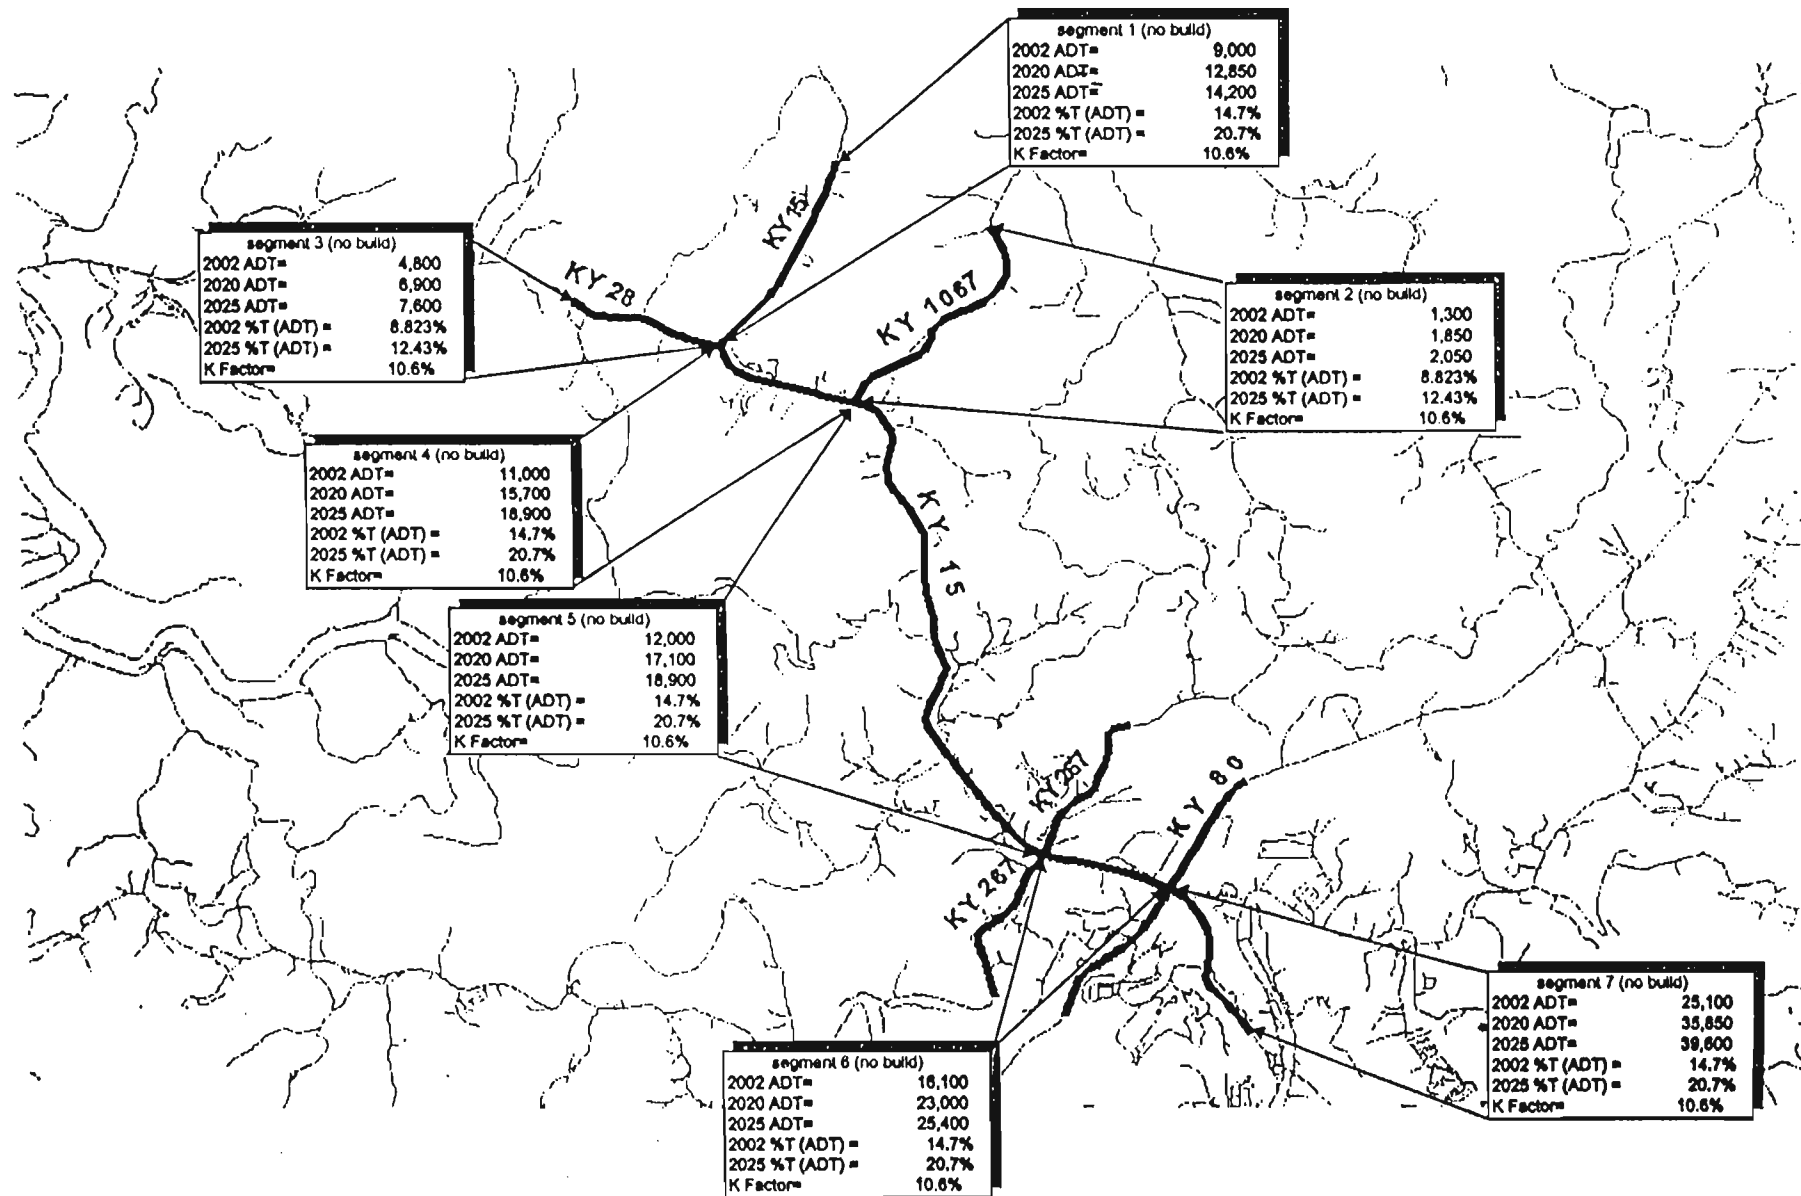 segment 1 (no build)
2002 ADT= 9,000
2020 ADT= 12,850
2025 ADT= 14,200
2002 %T (ADT) = 14.7%
2025 %T (ADT) = 20.7%
K Factor= 10.6%
KY 15
segment 3 (no build)
2002 ADT= 4,800
2020 ADT= 6,900
2025 ADT= 7,600
2002 %T (ADT) = 8.823%
2025 %T (ADT) = 12.43%
K Factor= 10.6%
KY 28
KY 1067
segment 2 (no build)
2002 ADT= 1,300
2020 ADT= 1,850
2025 ADT= 2,050
2002 %T (ADT) = 8.823%
2025 %T (ADT) = 12.43%
K Factor= 10.6%
segment 4 (no build)
2002 ADT= 11,000
2020 ADT= 15,700
2025 ADT= 18,900
2002 %T (ADT) = 14.7%
2025 %T (ADT) = 20.7%
K Factor= 10.6%
KY 15
segment 5 (no build)
2002 ADT= 12,000
2020 ADT= 17,100
2025 ADT= 18,900
2002 %T (ADT) = 14.7%
2025 %T (ADT) = 20.7%
K Factor= 10.6%
KY 267
KY 80
KY 267
segment 7 (no build)
2002 ADT= 25,100
2020 ADT= 35,850
2025 ADT= 39,600
2002 %T (ADT) = 14.7%
2025 %T (ADT) = 20.7%
K Factor= 10.6%
segment 6 (no build)
2002 ADT= 16,100
2020 ADT= 23,000
2025 ADT= 25,400
2002 %T (ADT) = 14.7%
2025 %T (ADT) = 20.7%
K Factor= 10.6%